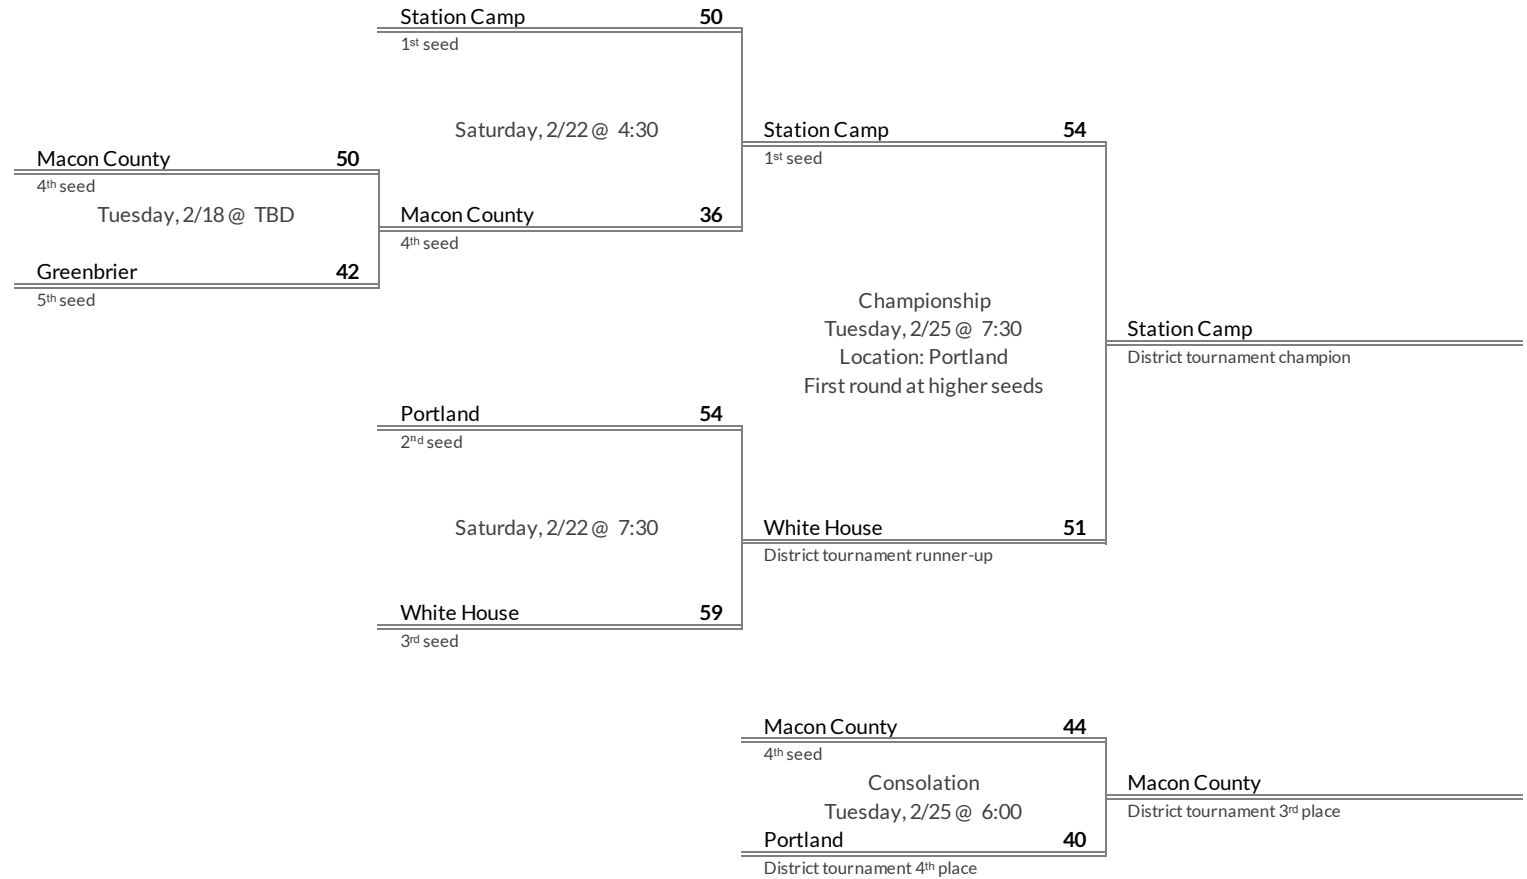 Station Camp 50
1st seed
Saturday, 2/22 @ 4:30
Macon County 50
4th seed
Tuesday, 2/18 @ TBD
Greenbrier 42
5th seed
Macon County 36
4th seed
Station Camp 54
1st seed
Championship
Tuesday, 2/25 @ 7:30
Location: Portland
First round at higher seeds
Station Camp
District tournament champion
Portland 54
2nd seed
Saturday, 2/22 @ 7:30
White House 59
3rd seed
White House 51
District tournament runner-up
Macon County 44
4th seed
Consolation
Tuesday, 2/25 @ 6:00
Portland 40
District tournament 4th place
Macon County
District tournament 3rd place